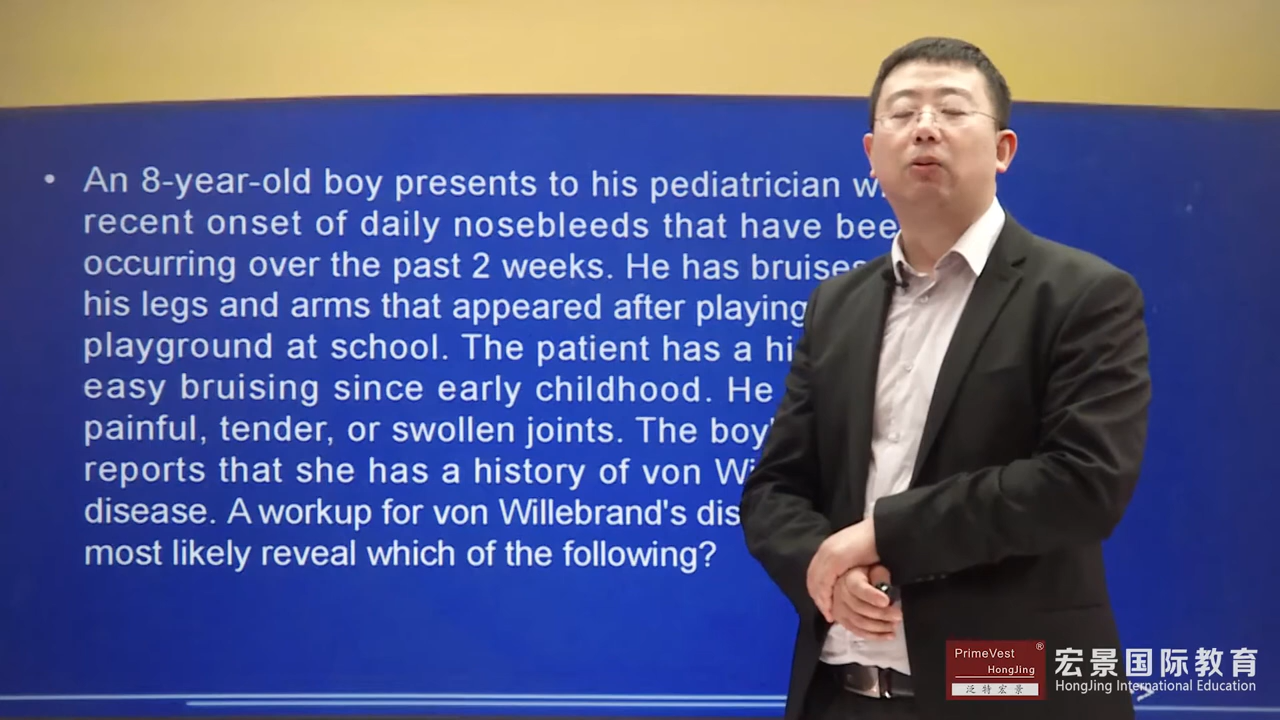 • An 8-year-old boy presents to his pediatrician
recent onset of daily nosebleeds that have
occurring over the past 2 weeks. He has bruises
his legs and arms that appeared after playing
playground at school. The patient has a
easy bruising since early childhood. He
painful, tender, or swollen joints. The
reports that she has a history of von
disease. A workup for von Willebrand's
most likely reveal which of the following?
PrimeVest ®
HongJing
泛特宏景
宏景国际教育
HongJing International Education